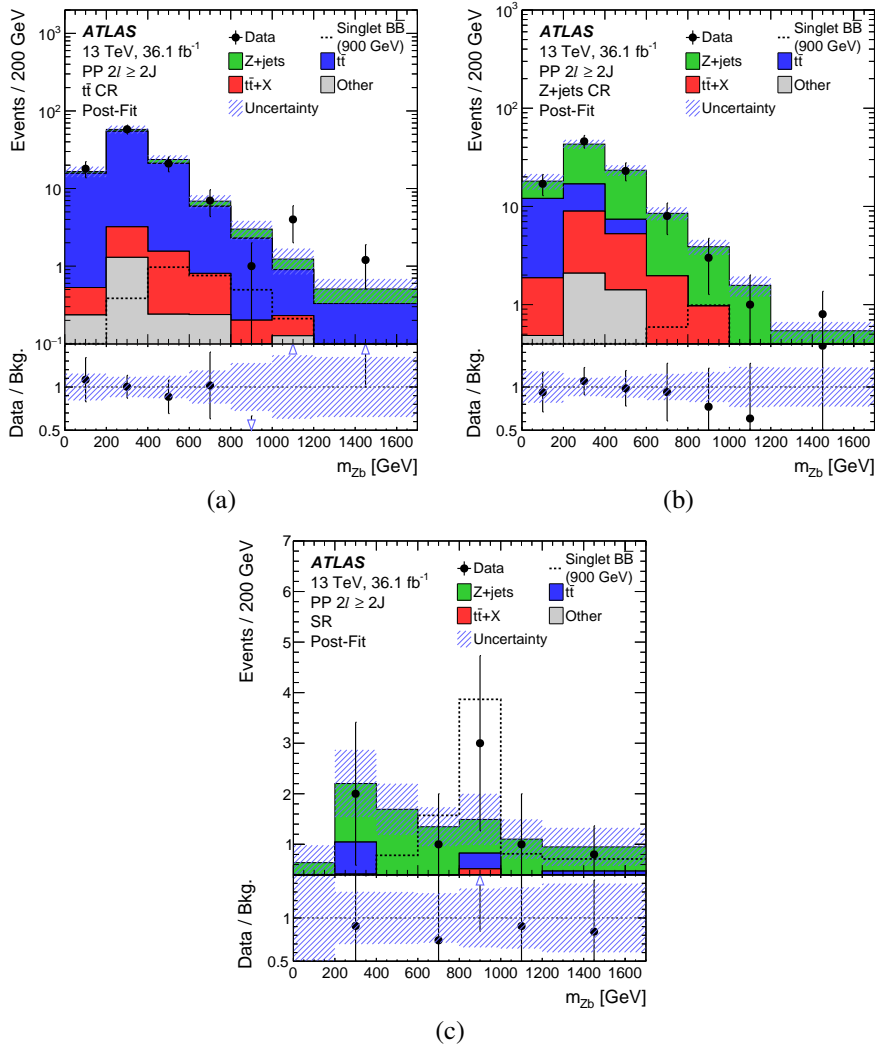 Events / 200 GeV
10³
10²
10
1
10⁻¹
ATLAS
13 TeV, 36.1 fb⁻¹
PP 2l ≥ 2J
tt̄ CR
Post-Fit
Data
Singlet BB̄
(900 GeV)
Z+jets
tt̄
tt̄+X
Other
Uncertainty
Data / Bkg.
1
0.5
0 200 400 600 800 1000 1200 1400 1600
m_Zb [GeV]
(a)
Events / 200 GeV
10³
10²
10
1
ATLAS
13 TeV, 36.1 fb⁻¹
PP 2l ≥ 2J
Z+jets CR
Post-Fit
Data
Singlet BB̄
(900 GeV)
Z+jets
tt̄
tt̄+X
Other
Uncertainty
Data / Bkg.
1
0.5
0 200 400 600 800 1000 1200 1400 1600
m_Zb [GeV]
(b)
Events / 200 GeV
7
6
5
4
3
2
1
ATLAS
13 TeV, 36.1 fb⁻¹
PP 2l ≥ 2J
SR
Post-Fit
Data
Singlet BB̄
(900 GeV)
Z+jets
tt̄
tt̄+X
Other
Uncertainty
Data / Bkg.
1
0.5
0 200 400 600 800 1000 1200 1400 1600
m_Zb [GeV]
(c)